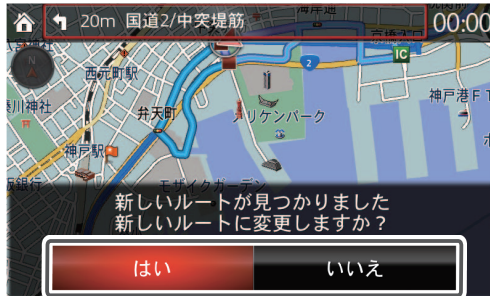 20m 国道2/中突堤筋
00:00
N
IC
西元町駅
2
神戸港FT
弁天町
メリケンパーク
神戸駅
モザイクガーデン
新しいルートが見つかりました
新しいルートに変更しますか？
はい
いいえ